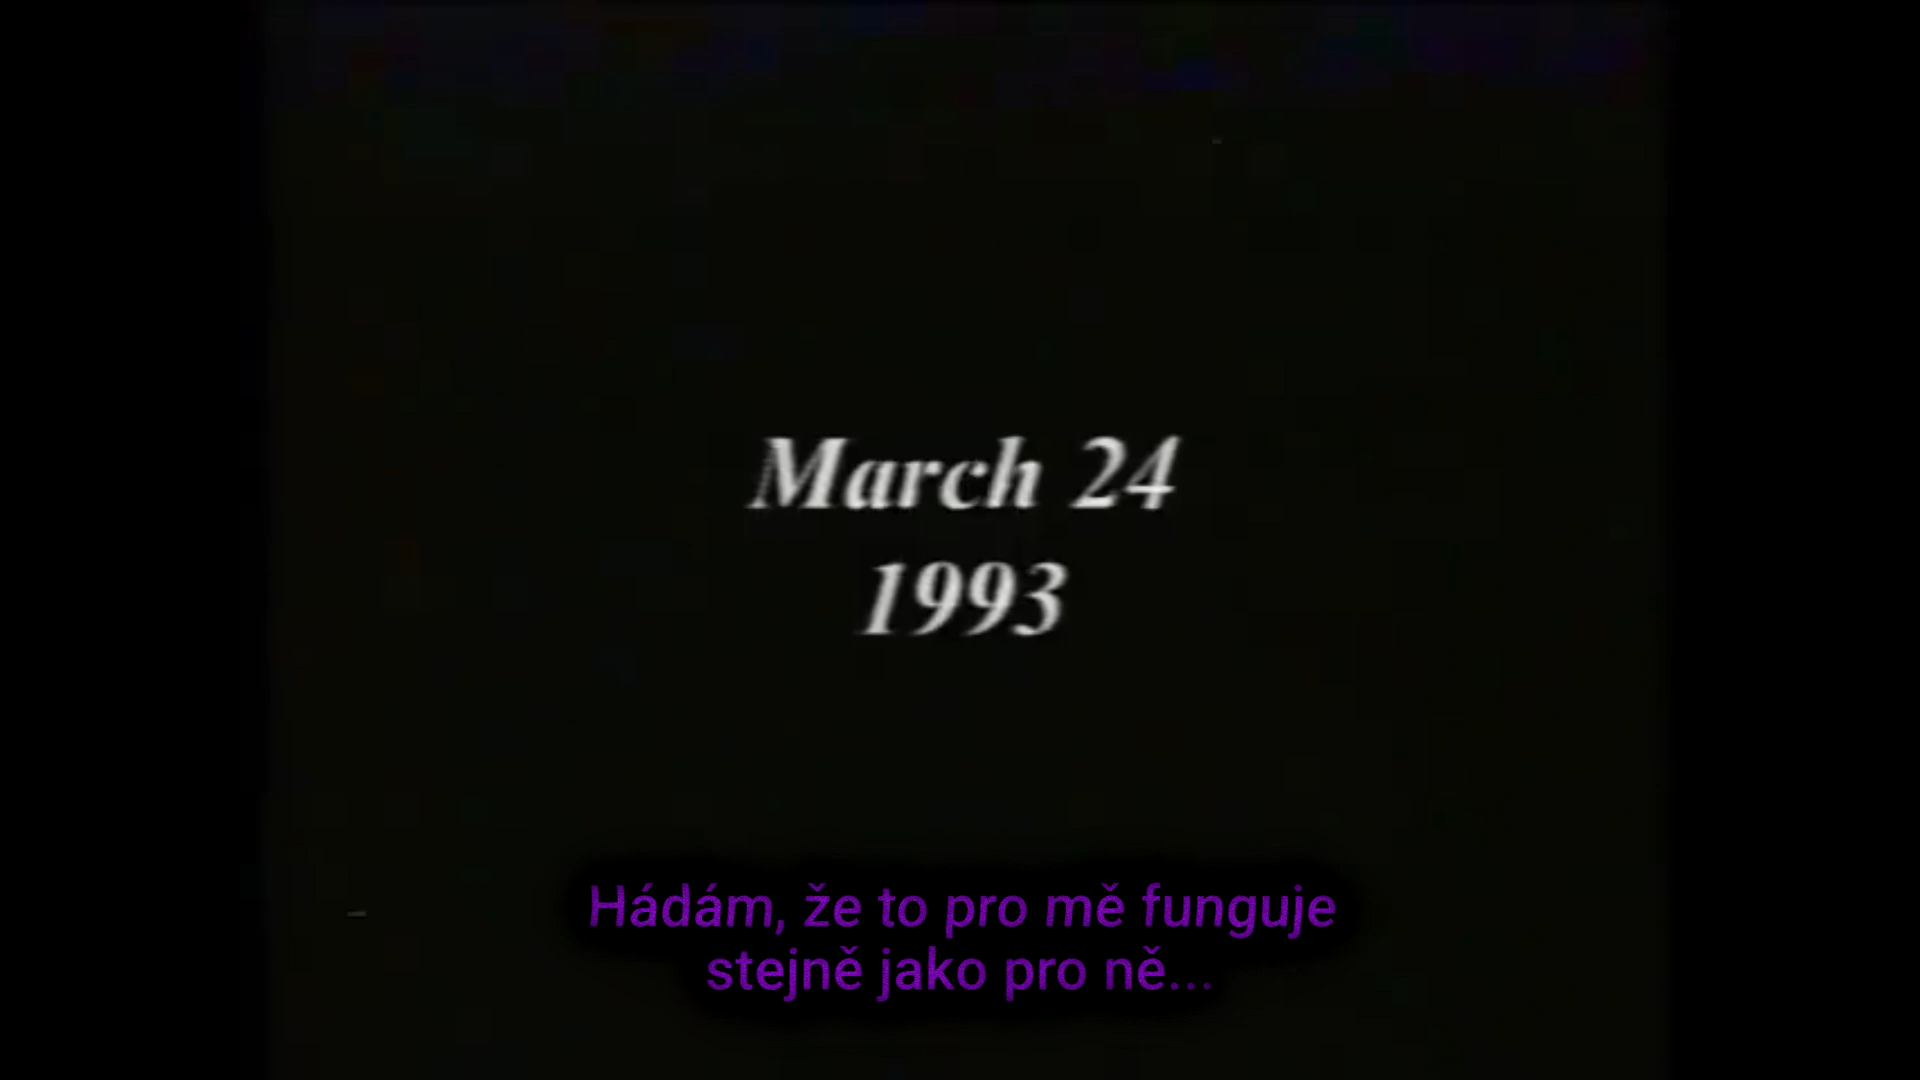 March 24
1993
Hádám, že to pro mě funguje
stejně jako pro ně...